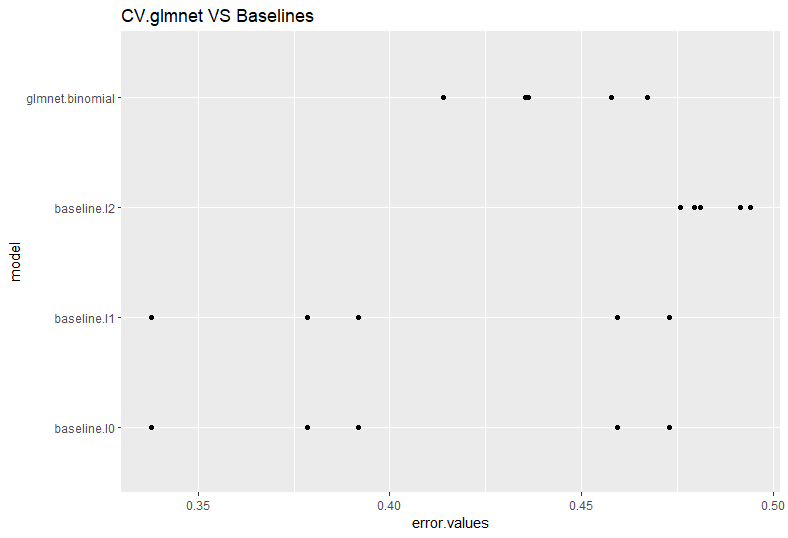 CV.glmnet VS Baselines
glmnet.binomial
baseline.l2
baseline.l1
baseline.l0
model
0.35
0.40
0.45
0.50
error.values